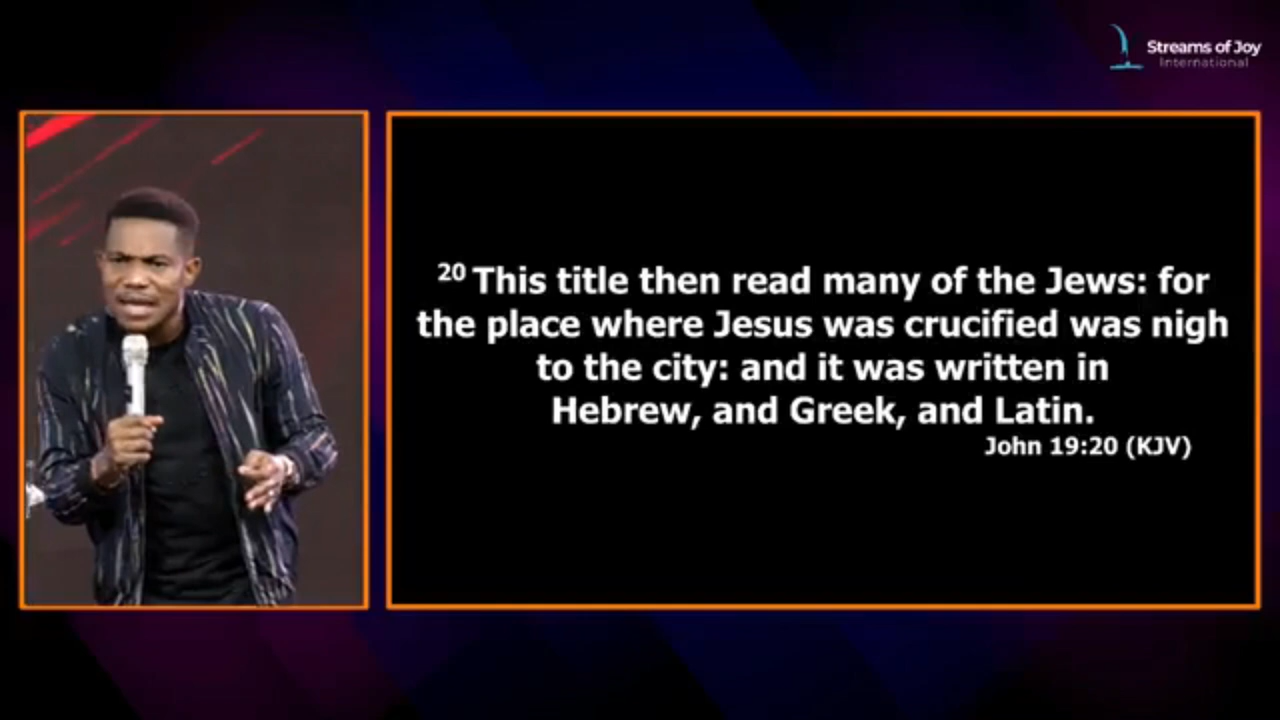 Streams of Joy
International
20 This title then read many of the Jews: for
the place where Jesus was crucified was nigh
to the city: and it was written in
Hebrew, and Greek, and Latin.
John 19:20 (KJV)